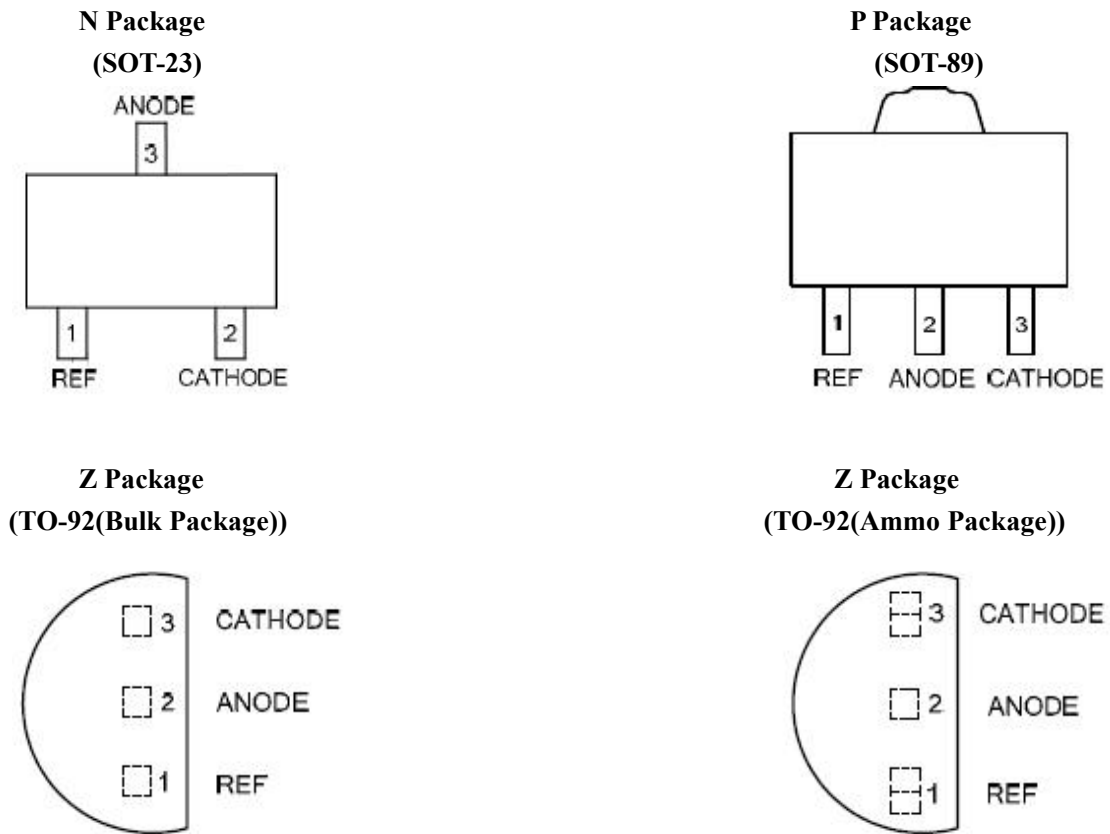 N Package
(SOT-23)
ANODE
3
1
2
REF
CATHODE
P Package
(SOT-89)
1
2
3
REF
ANODE
CATHODE
Z Package
(TO-92(Bulk Package))
3
CATHODE
2
ANODE
1
REF
Z Package
(TO-92(Ammo Package))
3
CATHODE
2
ANODE
1
REF